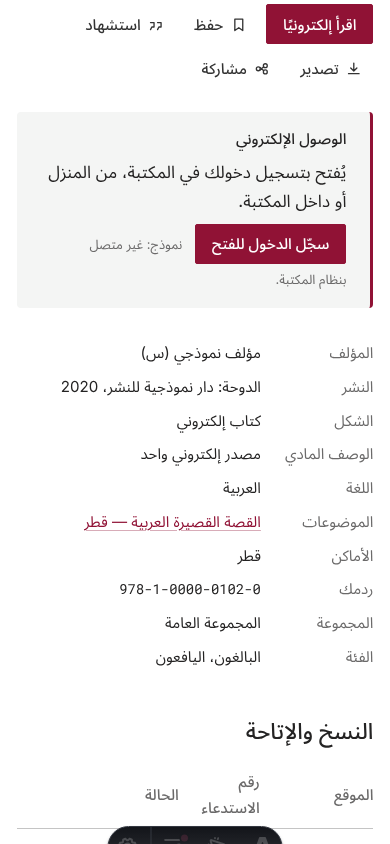 اقرأ إلكترونيًا حفظ استشهاد
تصدير مشاركة
الوصول الإلكتروني
يُفتح بتسجيل دخولك في المكتبة، من المنزل
أو داخل المكتبة.
سجّل الدخول للفتح نموذج: غير متصل
بنظام المكتبة.
المؤلف مؤلف نموذجي (س)
النشر الدوحة: دار نموذجية للنشر، 2020
الشكل كتاب إلكتروني
الوصف المادي مصدر إلكتروني واحد
اللغة العربية
الموضوعات القصة القصيرة العربية — قطر
الأماكن قطر
ردمك 978-1-0000-0102-0
المجموعة المجموعة العامة
الفئة البالغون، اليافعون
النسخ والإتاحة
الموقع رقم الاستدعاء الحالة